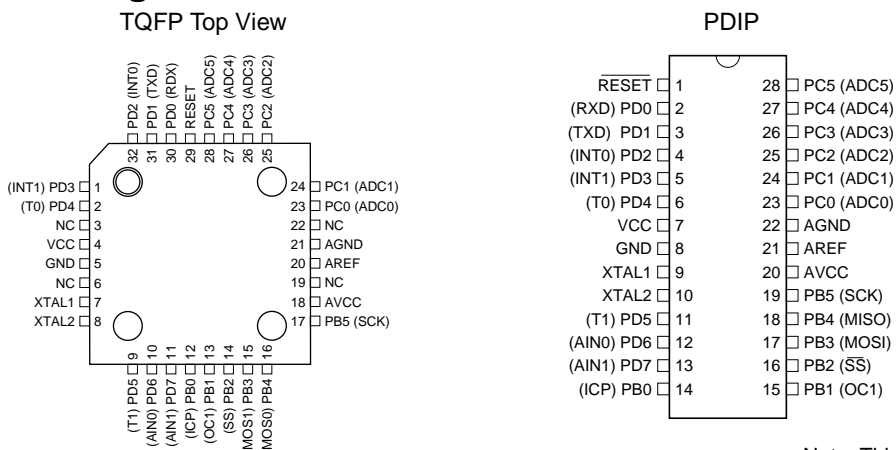 TQFP Top View
PD2 (INT0)
PD1 (TXD)
PD0 (RDX)
RESET
PC5 (ADC5)
PC4 (ADC4)
PC3 (ADC3)
PC2 (ADC2)
32
31
30
29
28
27
26
25
(INT1) PD3 1
(T0) PD4 2
NC 3
VCC 4
GND 5
NC 6
XTAL1 7
XTAL2 8
24 PC1 (ADC1)
23 PC0 (ADC0)
22 NC
21 AGND
20 AREF
19 NC
18 AVCC
17 PB5 (SCK)
9
10
11
12
13
14
15
16
(T1) PD5
(AIN0) PD6
(AIN1) PD7
(ICP) PB0
(OC1) PB1
(SS) PB2
MOS1) PB3
MOS0) PB4
PDIP
RESET 1
(RXD) PD0 2
(TXD) PD1 3
(INT0) PD2 4
(INT1) PD3 5
(T0) PD4 6
VCC 7
GND 8
XTAL1 9
XTAL2 10
(T1) PD5 11
(AIN0) PD6 12
(AIN1) PD7 13
(ICP) PB0 14
28 PC5 (ADC5)
27 PC4 (ADC4)
26 PC3 (ADC3)
25 PC2 (ADC2)
24 PC1 (ADC1)
23 PC0 (ADC0)
22 AGND
21 AREF
20 AVCC
19 PB5 (SCK)
18 PB4 (MISO)
17 PB3 (MOSI)
16 PB2 (SS)
15 PB1 (OC1)